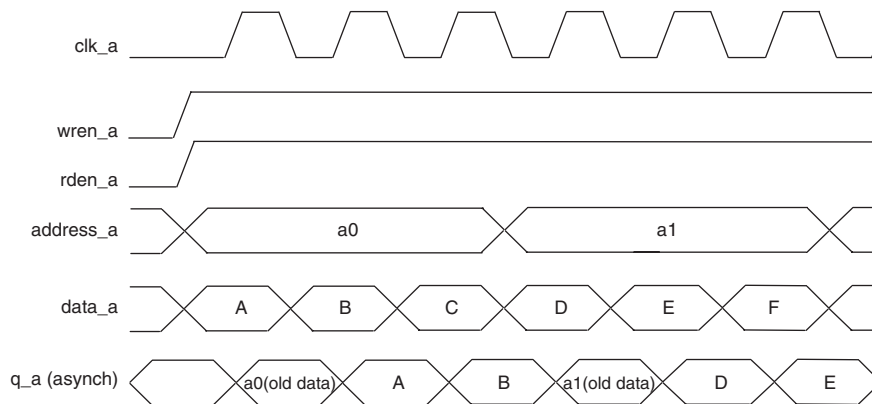 clk_a
wren_a
rden_a
address_a a0 a1
data_a A B C D E F
q_a (asynch) a0(old data) A B a1(old data) D E